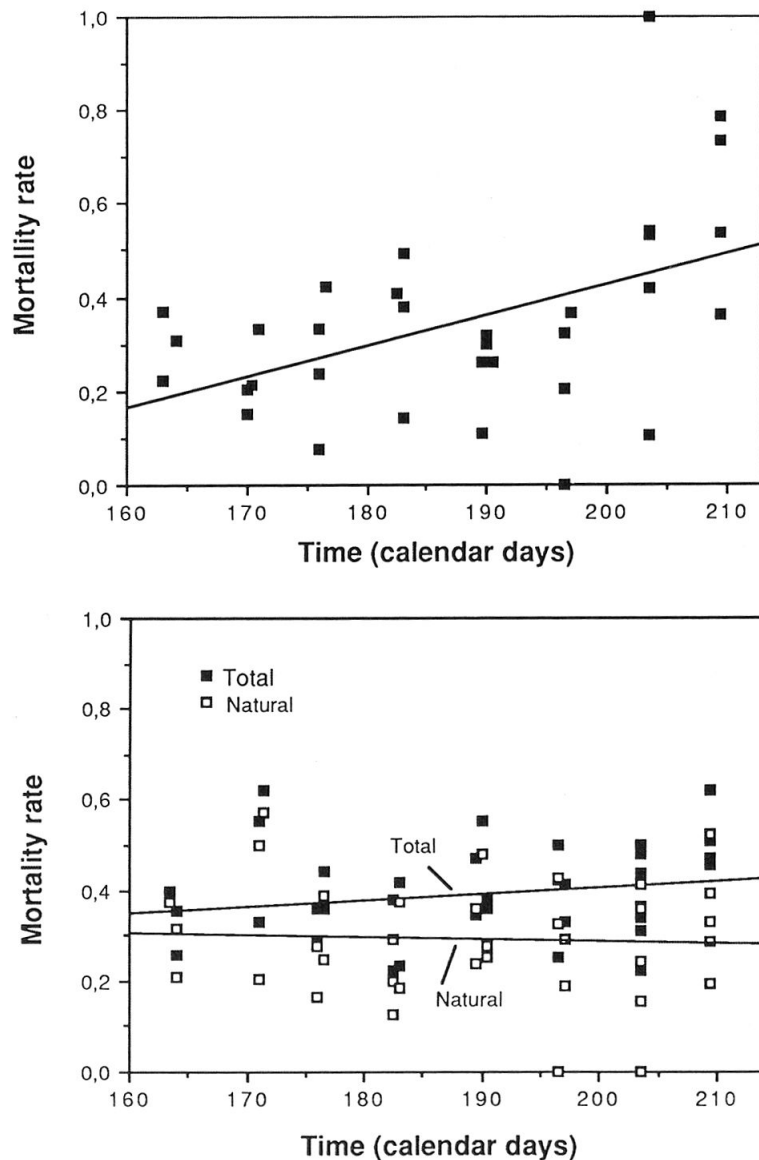 1,0
0,8
0,6
0,4
0,2
0,0
Mortallity rate
160 170 180 190 200 210
Time (calendar days)
1,0
0,8
0,6
0,4
0,2
0,0
Mortality rate
Total
Natural
Total
Natural
160 170 180 190 200 210
Time (calendar days)